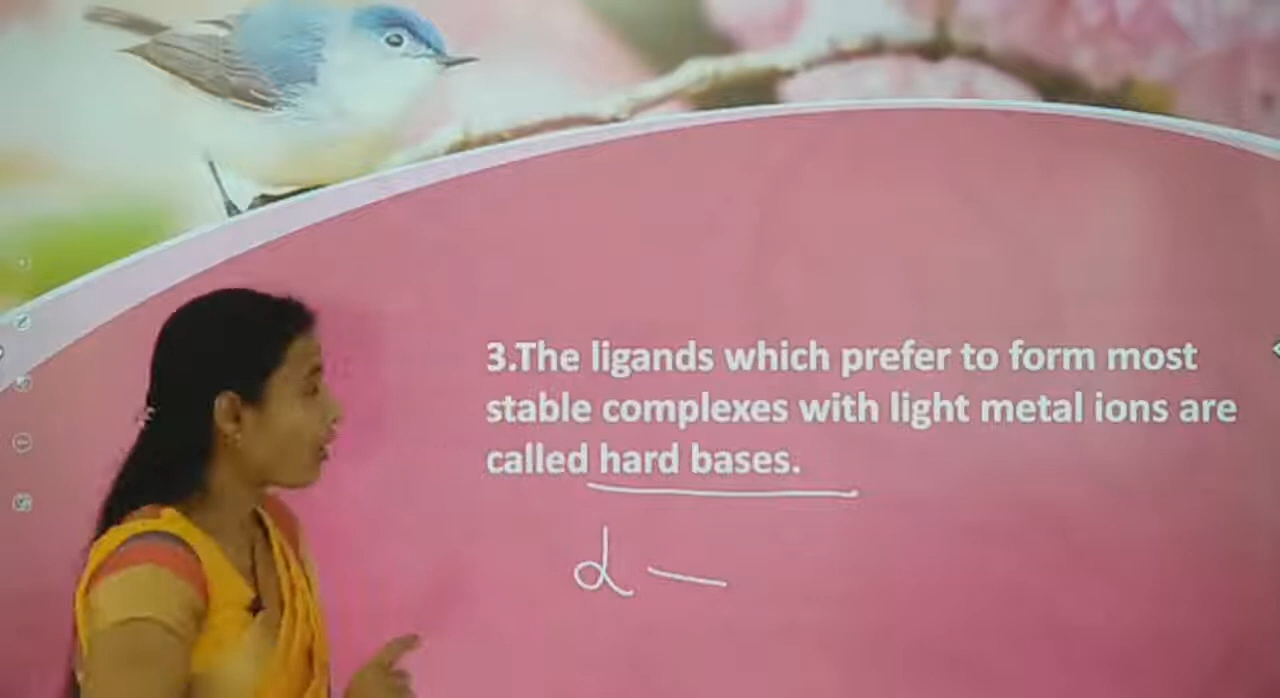 3.The ligands which prefer to form most
stable complexes with light metal ions are
called hard bases.
d —